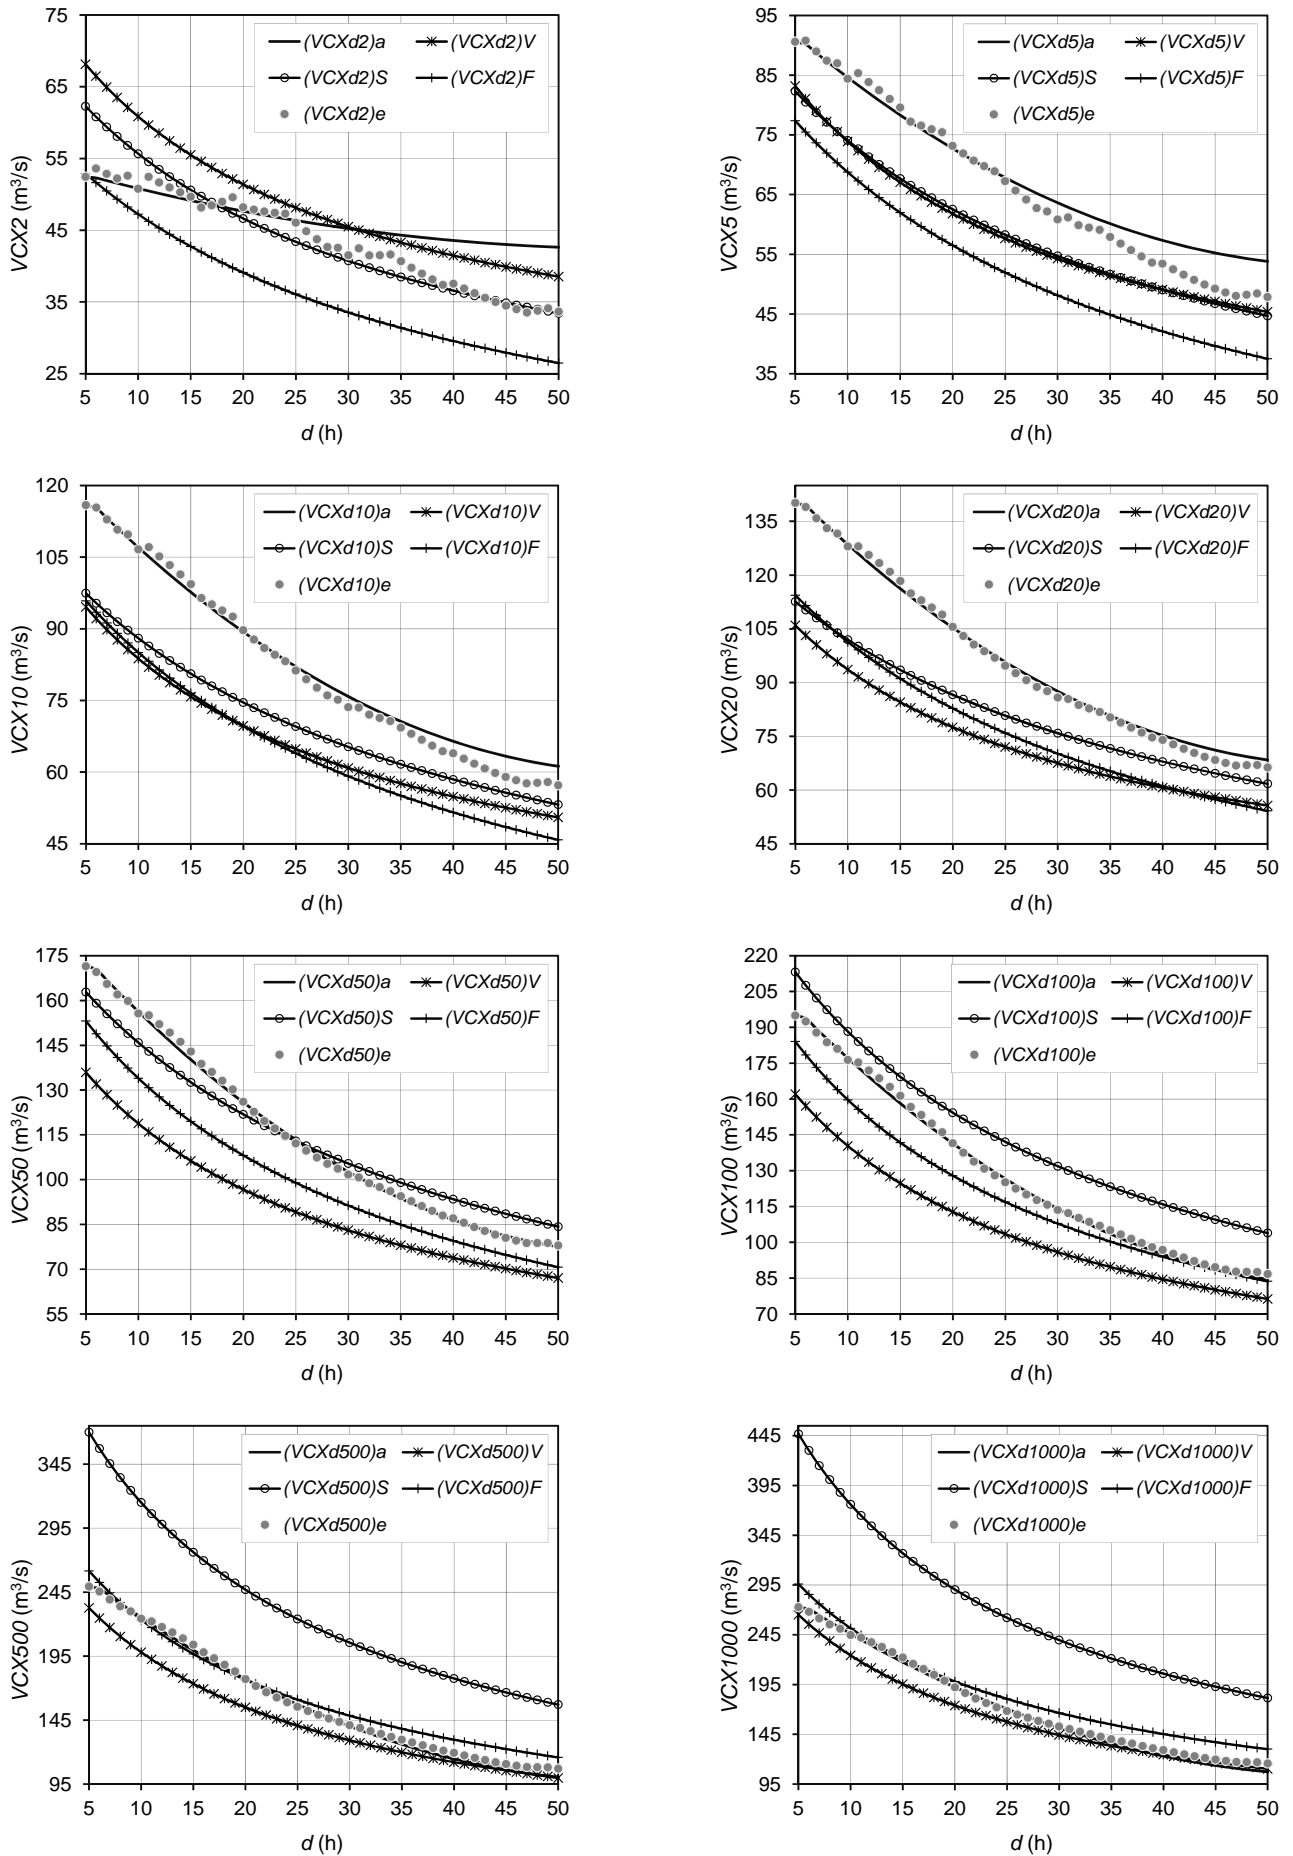 75
65
55
45
35
25
VCX2 (m³/s)
(VCXd2)a (VCXd2)V
(VCXd2)S (VCXd2)F
(VCXd2)e
5 10 15 20 25 30 35 40 45 50
d (h)
95
85
75
65
55
45
35
VCX5 (m³/s)
(VCXd5)a (VCXd5)V
(VCXd5)S (VCXd5)F
(VCXd5)e
5 10 15 20 25 30 35 40 45 50
d (h)
120
105
90
75
60
45
VCX10 (m³/s)
(VCXd10)a (VCXd10)V
(VCXd10)S (VCXd10)F
(VCXd10)e
5 10 15 20 25 30 35 40 45 50
d (h)
135
120
105
90
75
60
45
VCX20 (m³/s)
(VCXd20)a (VCXd20)V
(VCXd20)S (VCXd20)F
(VCXd20)e
5 10 15 20 25 30 35 40 45 50
d (h)
175
160
145
130
115
100
85
70
55
VCX50 (m³/s)
(VCXd50)a (VCXd50)V
(VCXd50)S (VCXd50)F
(VCXd50)e
5 10 15 20 25 30 35 40 45 50
d (h)
220
205
190
175
160
145
130
115
100
85
70
VCX100 (m³/s)
(VCXd100)a (VCXd100)V
(VCXd100)S (VCXd100)F
(VCXd100)e
5 10 15 20 25 30 35 40 45 50
d (h)
345
295
245
195
145
95
VCX500 (m³/s)
(VCXd500)a (VCXd500)V
(VCXd500)S (VCXd500)F
(VCXd500)e
5 10 15 20 25 30 35 40 45 50
d (h)
445
395
345
295
245
195
145
95
VCX1000 (m³/s)
(VCXd1000)a (VCXd1000)V
(VCXd1000)S (VCXd1000)F
(VCXd1000)e
5 10 15 20 25 30 35 40 45 50
d (h)